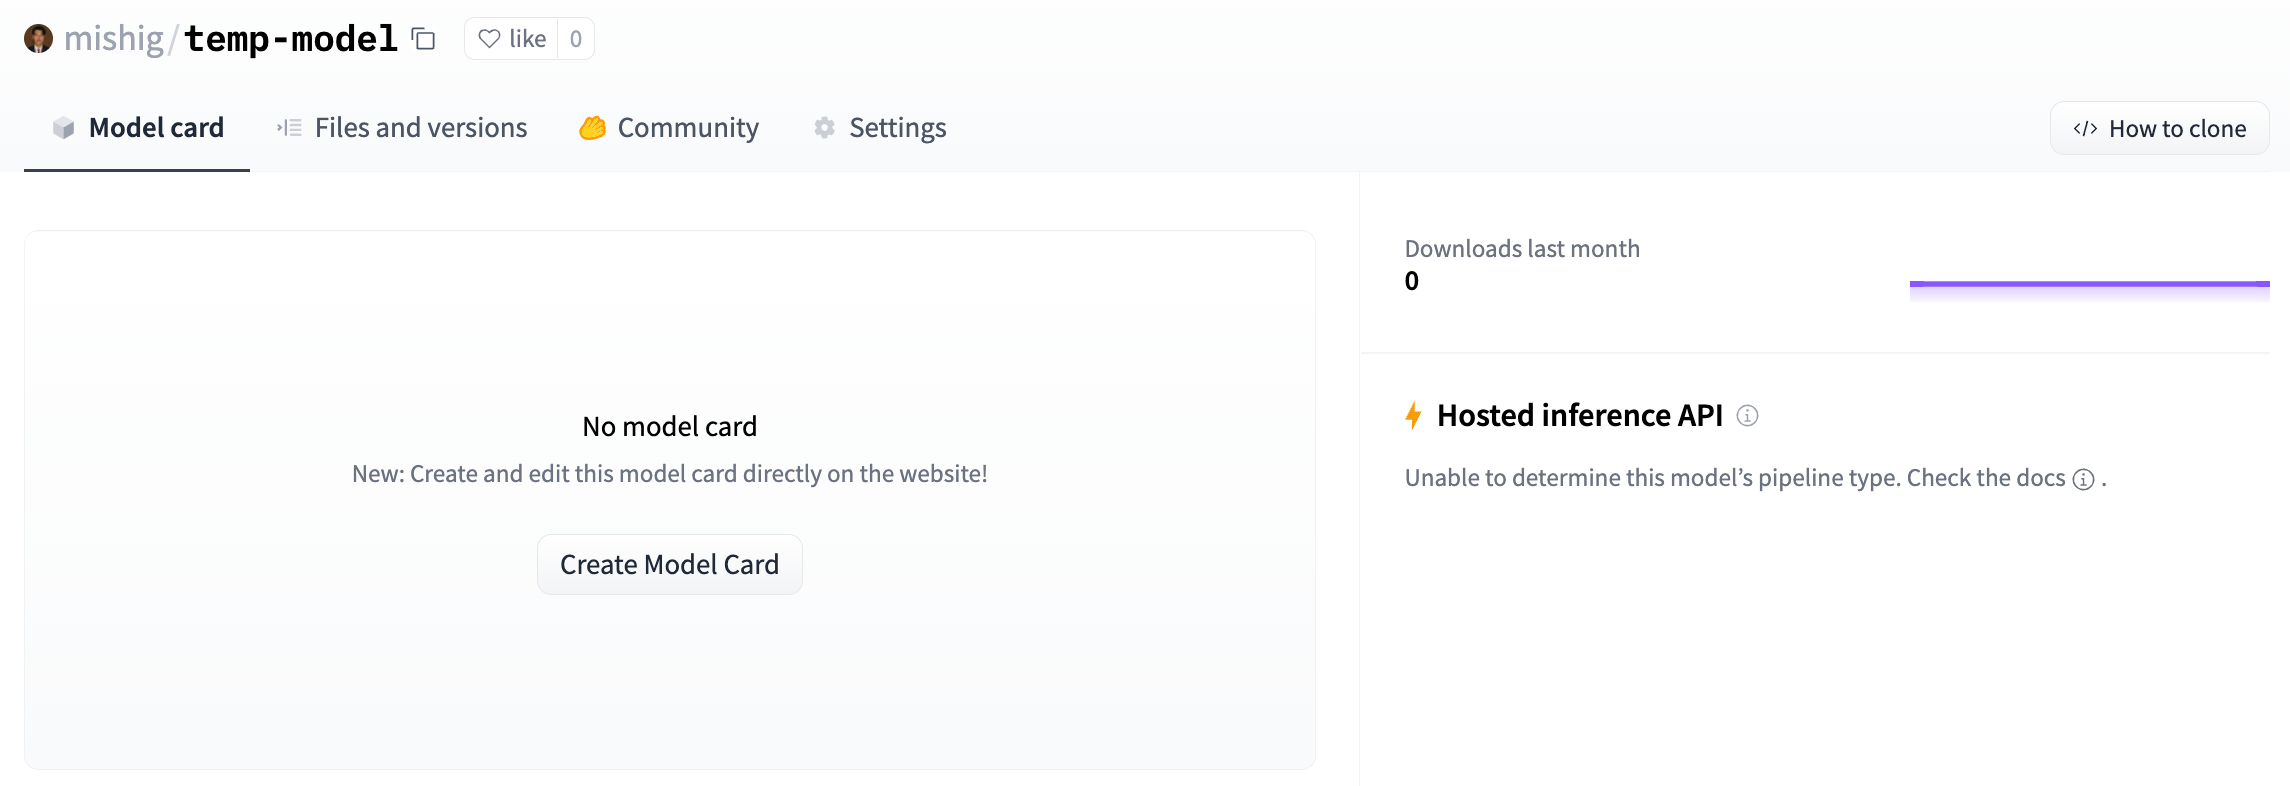 mishig/temp-model
like 0
Model card
Files and versions
Community
Settings
</> How to clone
No model card
New: Create and edit this model card directly on the website!
Create Model Card
Downloads last month
0
Hosted inference API
Unable to determine this model’s pipeline type. Check the docs .